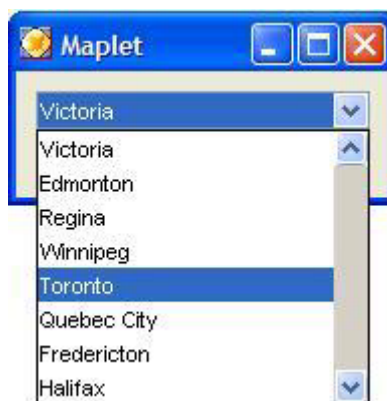 Maplet
Victoria
Victoria
Edmonton
Regina
Winnipeg
Toronto
Quebec City
Fredericton
Halifax